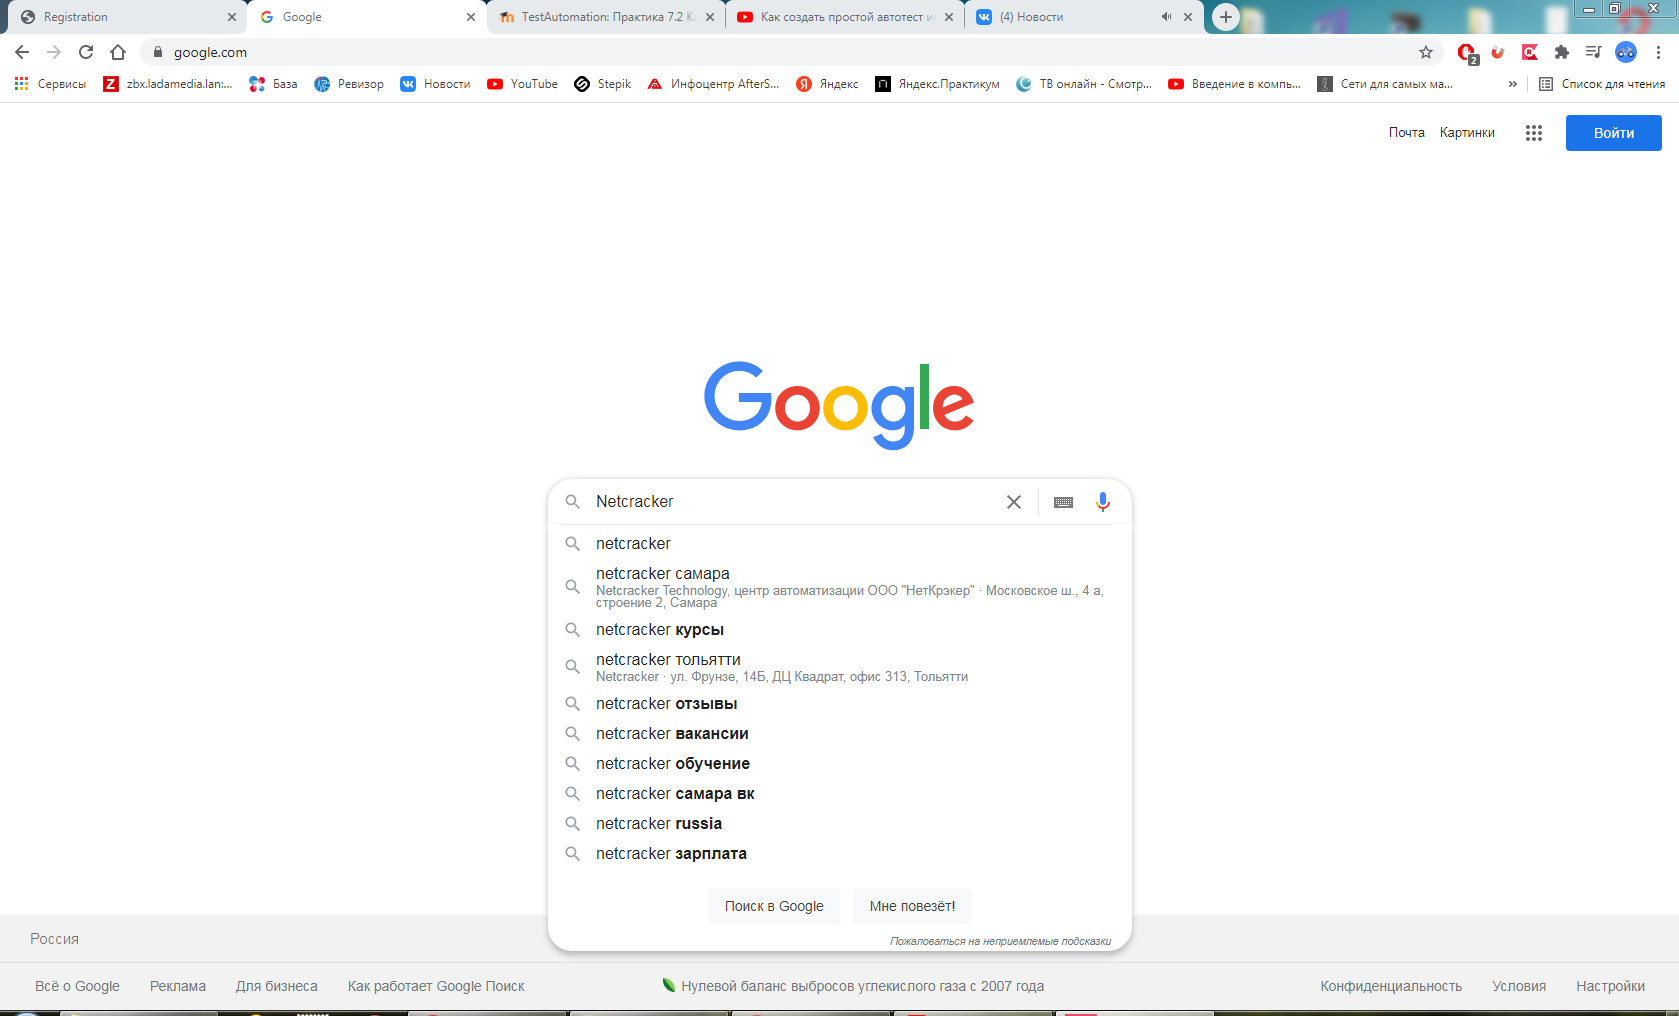 Registration
Google
TestAutomation: Практика 7.2
Как создать простой автотест
(4) Новости
google.com
2
Сервисы
zbx.ladamedia.lan:...
База
Ревизор
Новости
YouTube
Stepik
Инфоцентр AfterS...
Яндекс
Яндекс.Практикум
ТВ онлайн - Смотр...
Введение в компь...
Сети для самых ма...
»
Список для чтения
Почта
Картинки
Войти
Google
Netcracker
netcracker
netcracker самара
Netcracker Technology, центр автоматизации ООО "НетКрэкер" · Московское ш., 4 а,
строение 2, Самара
netcracker курсы
netcracker тольятти
Netcracker · ул. Фрунзе, 14Б, ДЦ Квадрат, офис 313, Тольятти
netcracker отзывы
netcracker вакансии
netcracker обучение
netcracker самара вк
netcracker russia
netcracker зарплата
Поиск в Google
Мне повезёт!
Пожаловаться на неприемлемые подсказки
Россия
Всё о Google
Реклама
Для бизнеса
Как работает Google Поиск
Нулевой баланс выбросов углекислого газа с 2007 года
Конфиденциальность
Условия
Настройки